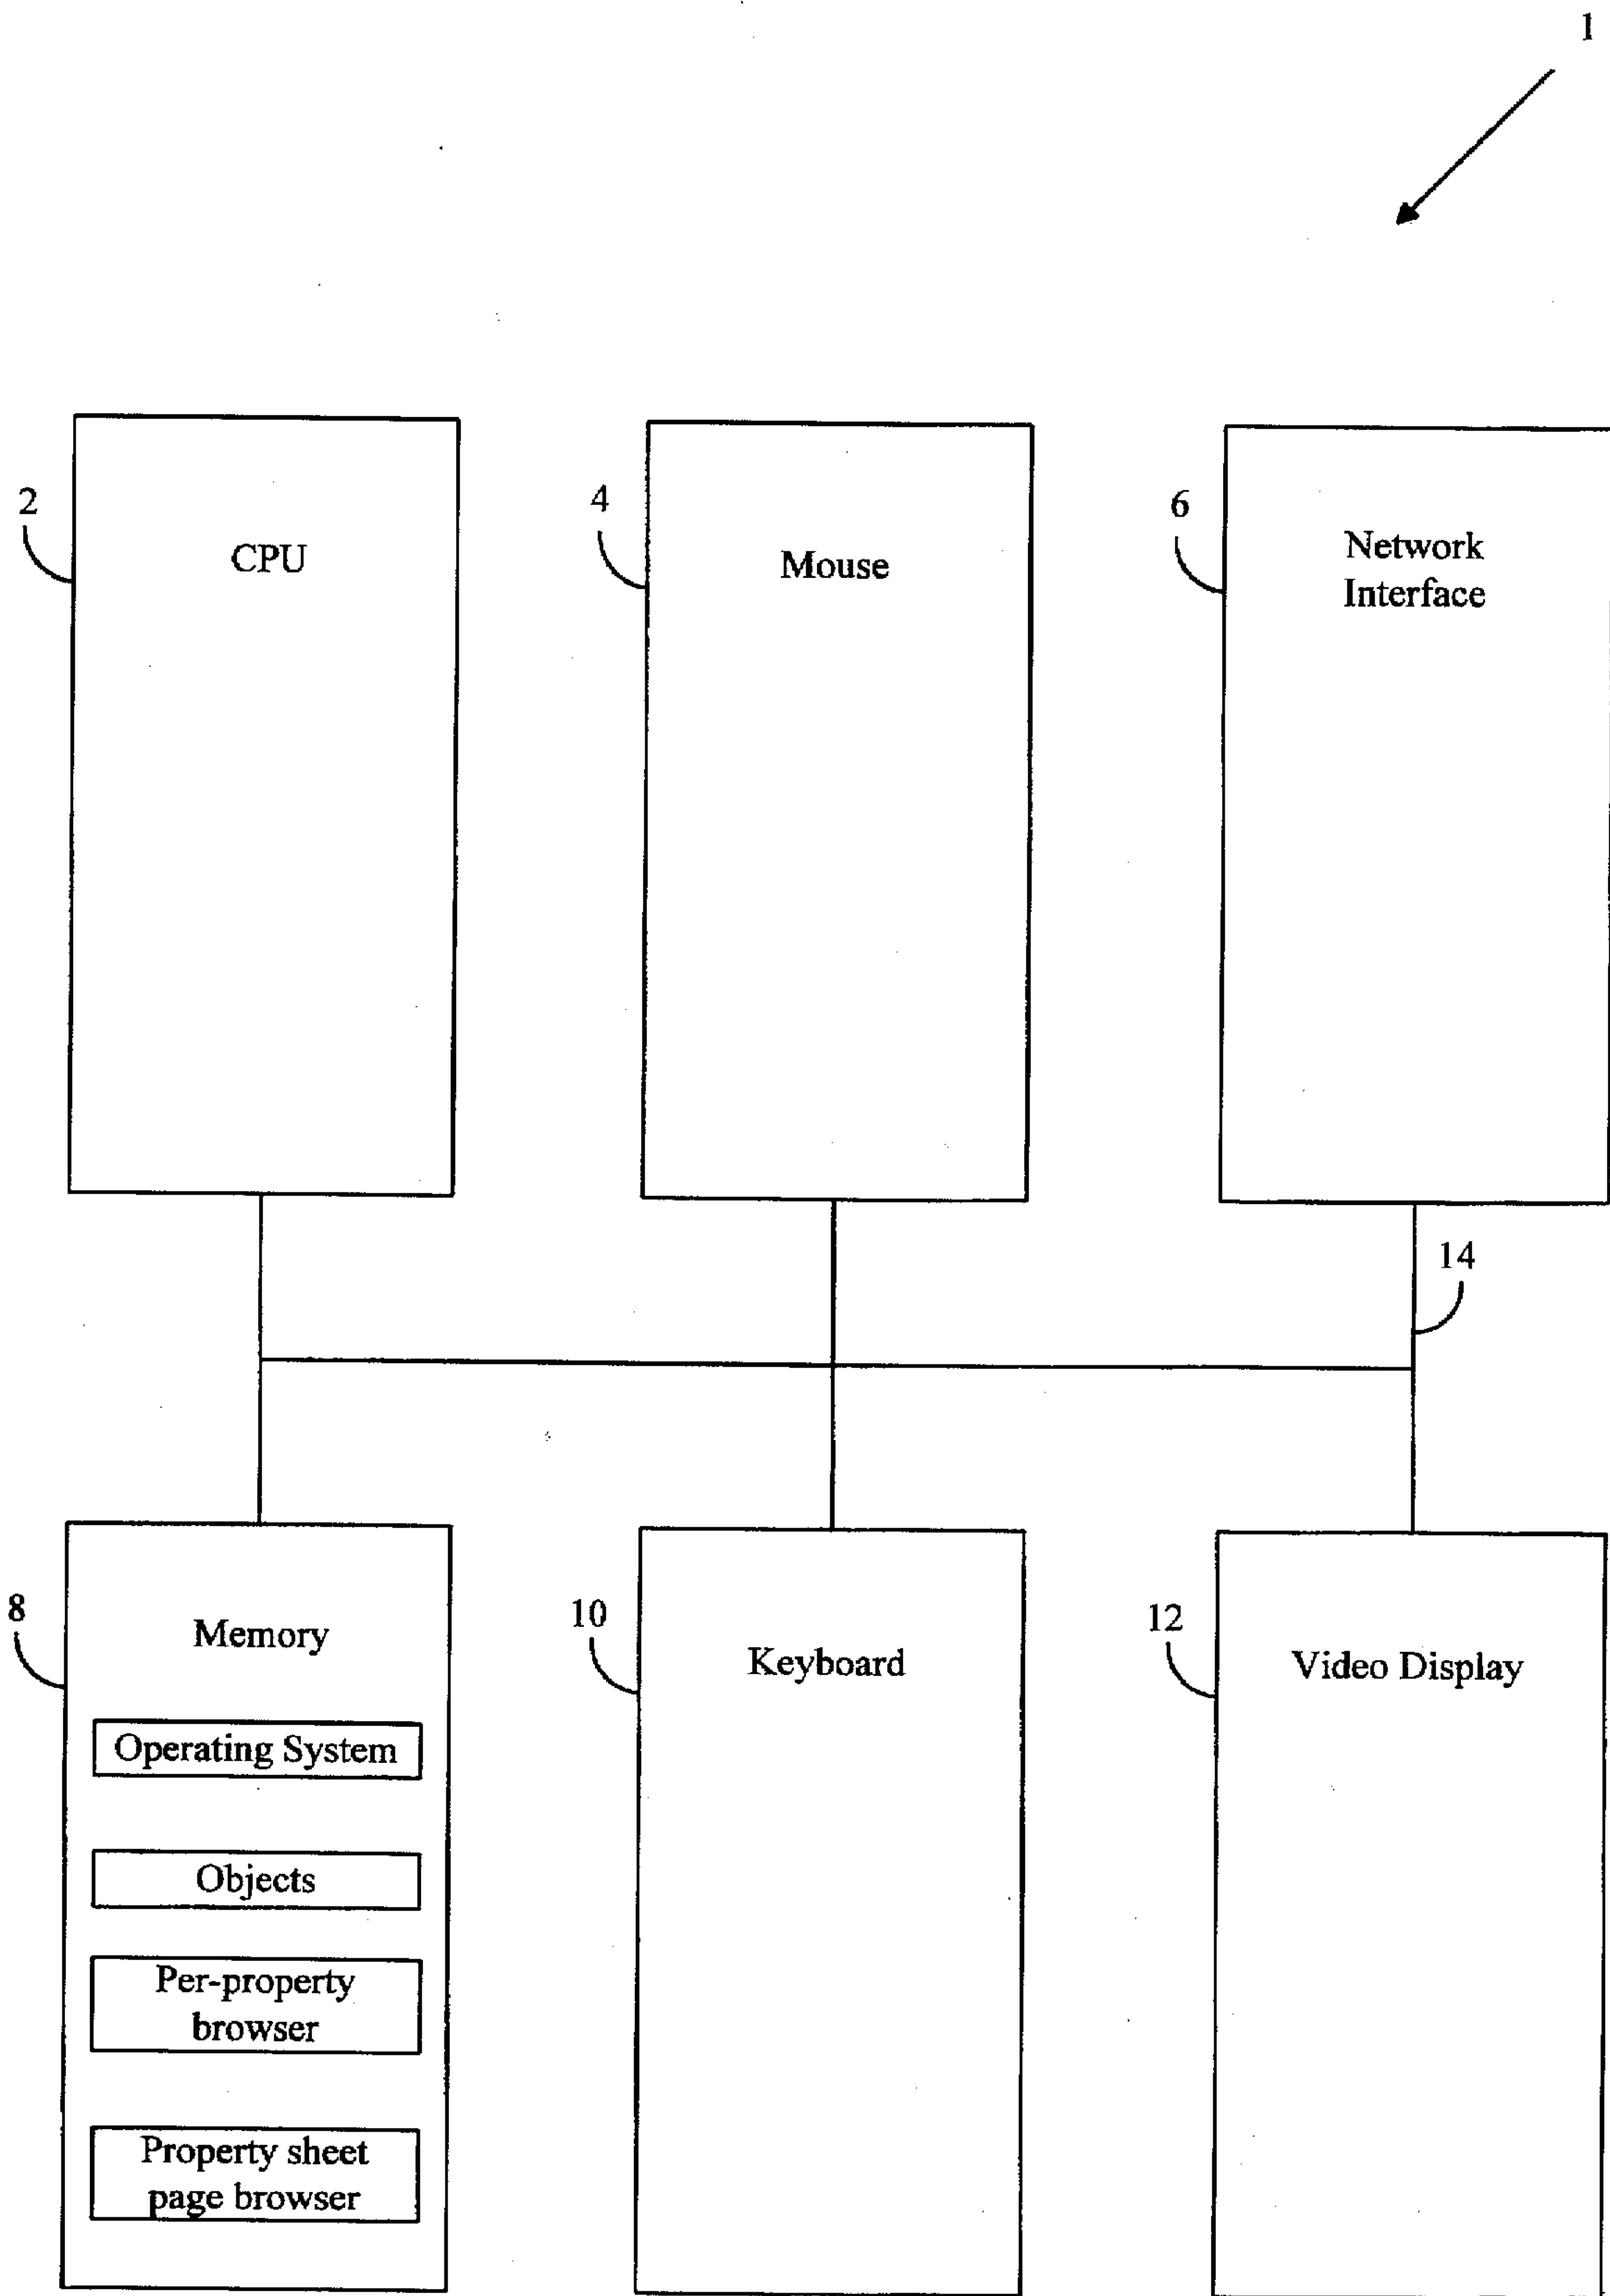 1
2
CPU
4
Mouse
6
Network
Interface
14
8
Memory
Operating System
Objects
Per-property
browser
Property sheet
page browser
10
Keyboard
12
Video Display